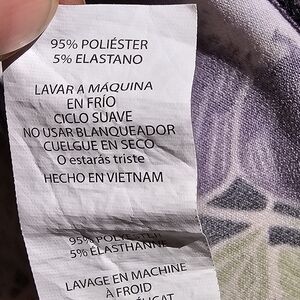 95% POLIÉSTER
5% ELASTANO
LAVAR A MÁQUINA
EN FRÍO
CICLO SUAVE
NO USAR BLANQUEADOR
CUELGUE EN SECO
O estarás triste
HECHO EN VIETNAM
95% POLYESTER
5% ÉLASTHANNE
LAVAGE EN MACHINE
À FROID